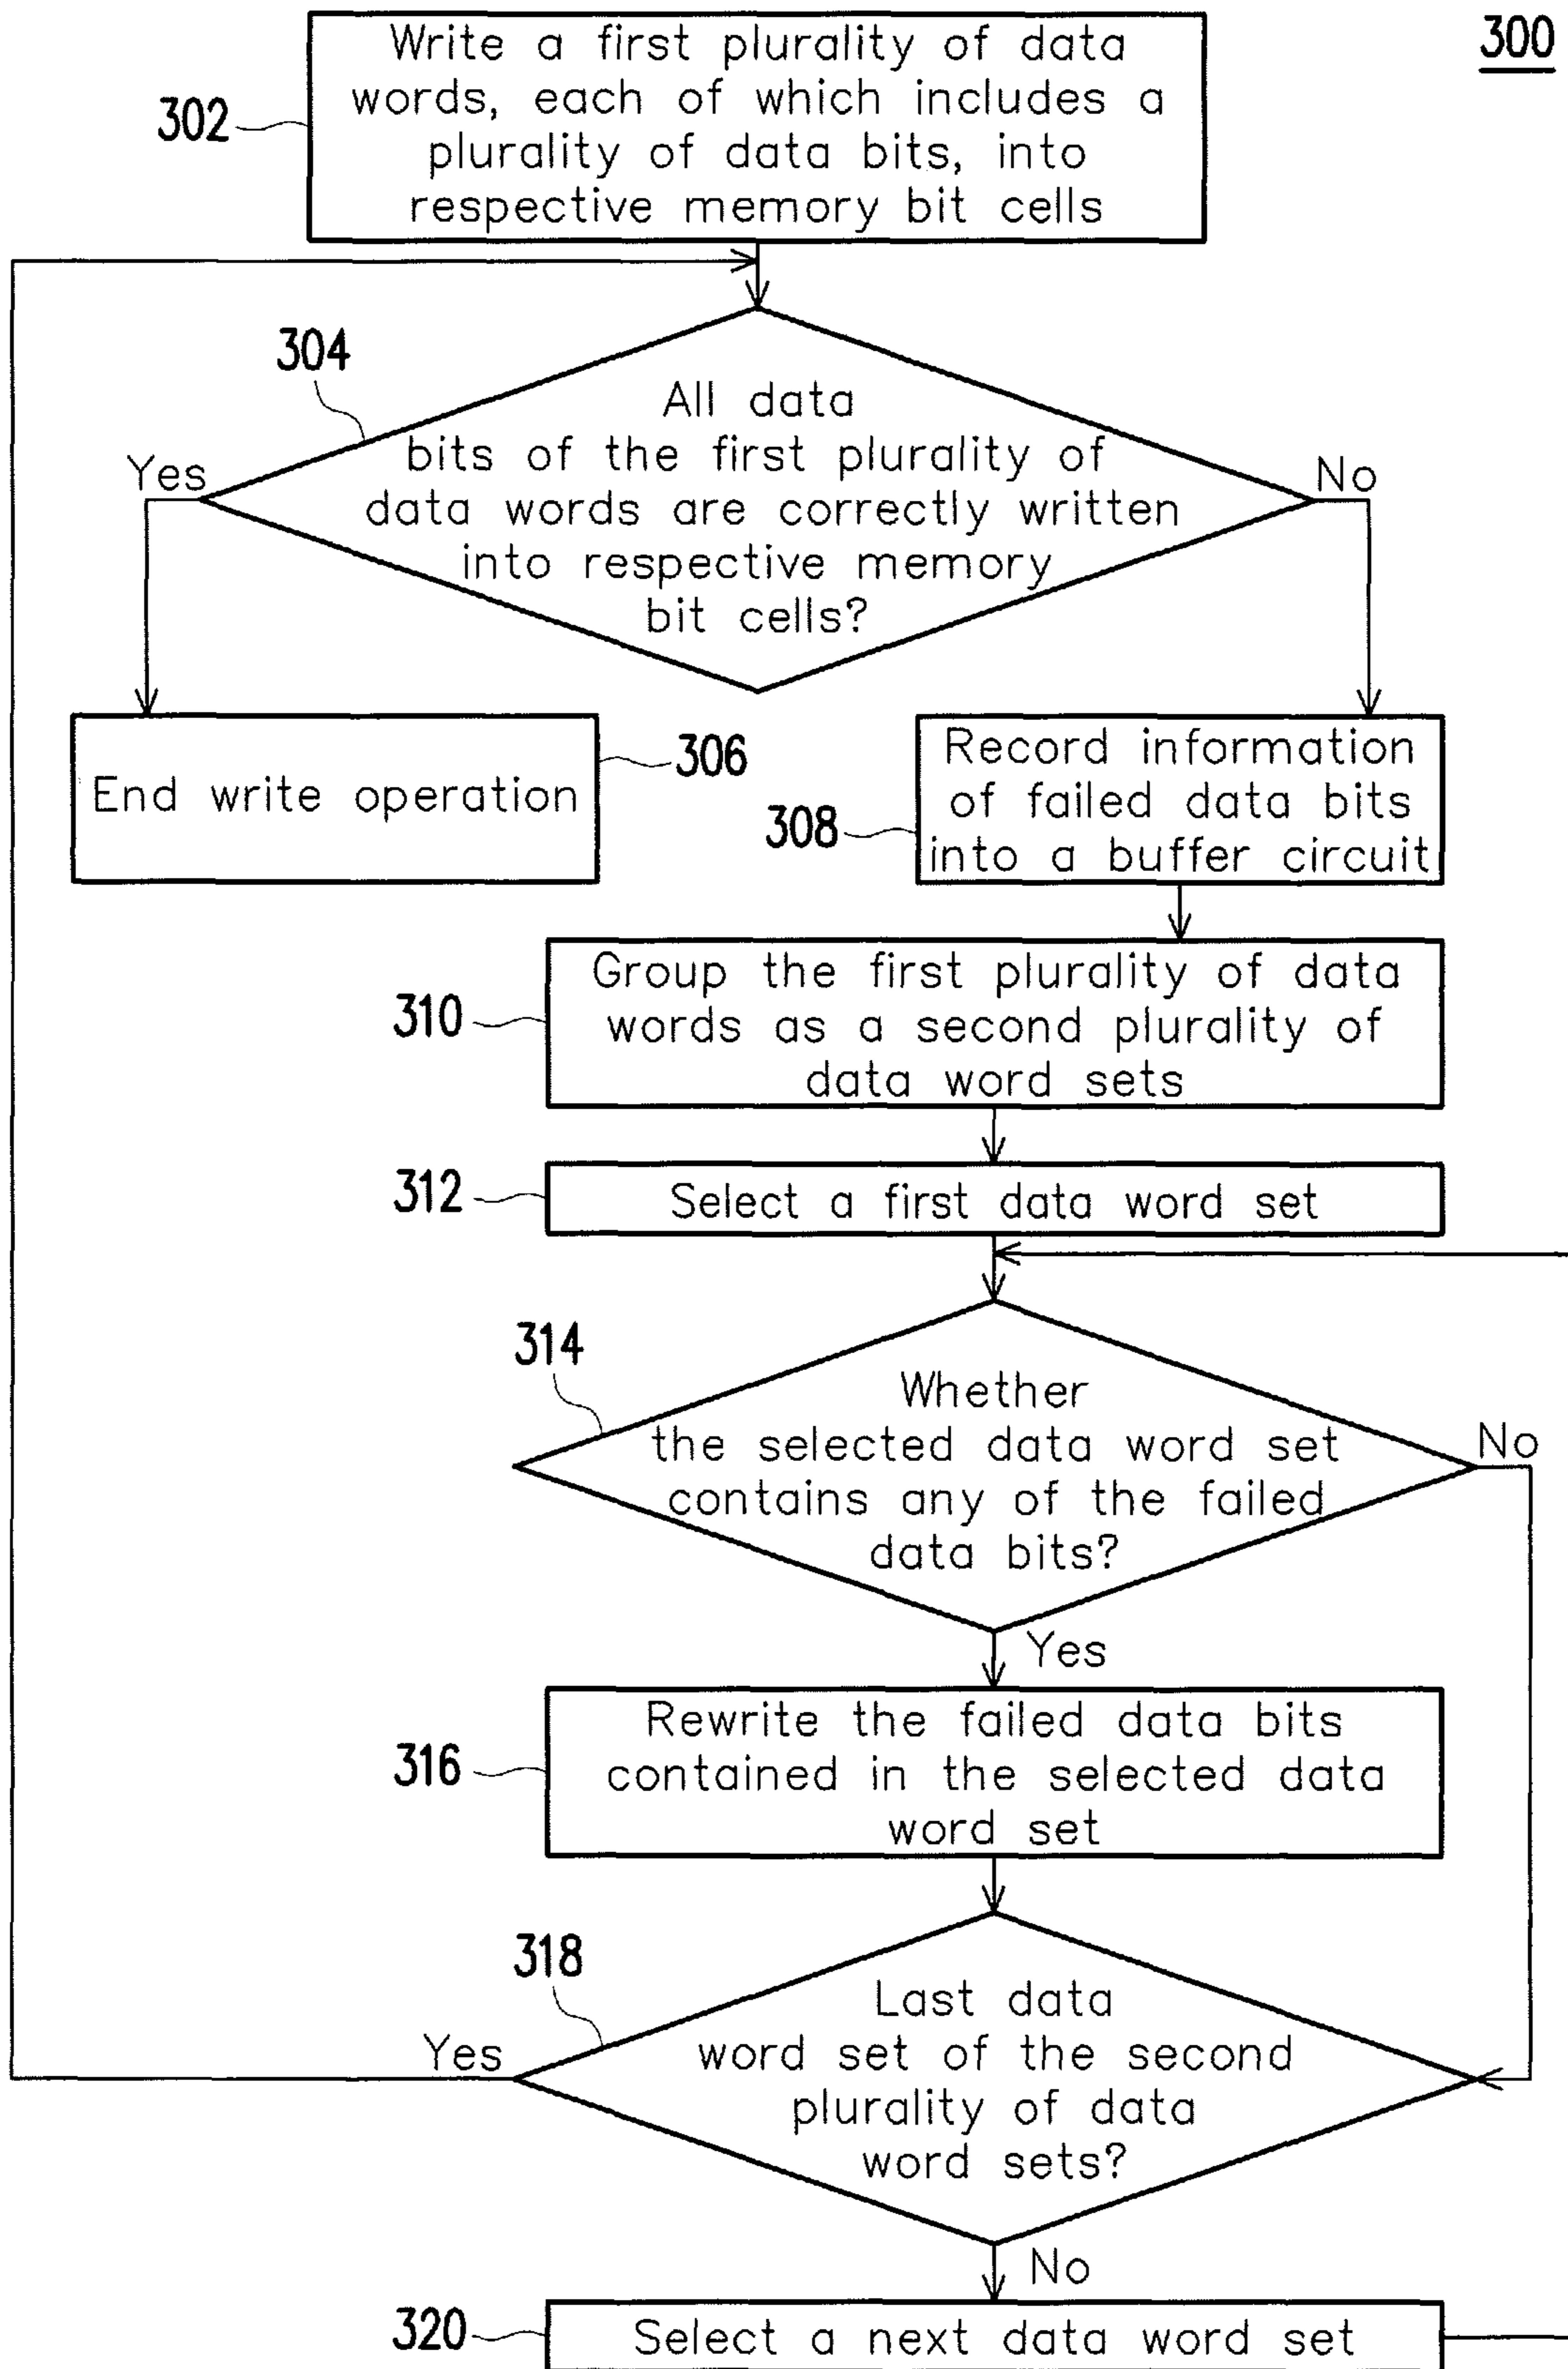 300
302
Write a first plurality of data
words, each of which includes a
plurality of data bits, into
respective memory bit cells
304
All data
bits of the first plurality of
data words are correctly written
into respective memory
bit cells?
Yes
No
End write operation
306
308
Record information
of failed data bits
into a buffer circuit
310
Group the first plurality of data
words as a second plurality of
data word sets
312
Select a first data word set
314
Whether
the selected data word set
contains any of the failed
data bits?
No
Yes
316
Rewrite the failed data bits
contained in the selected data
word set
318
Last data
word set of the second
plurality of data
word sets?
Yes
No
320
Select a next data word set